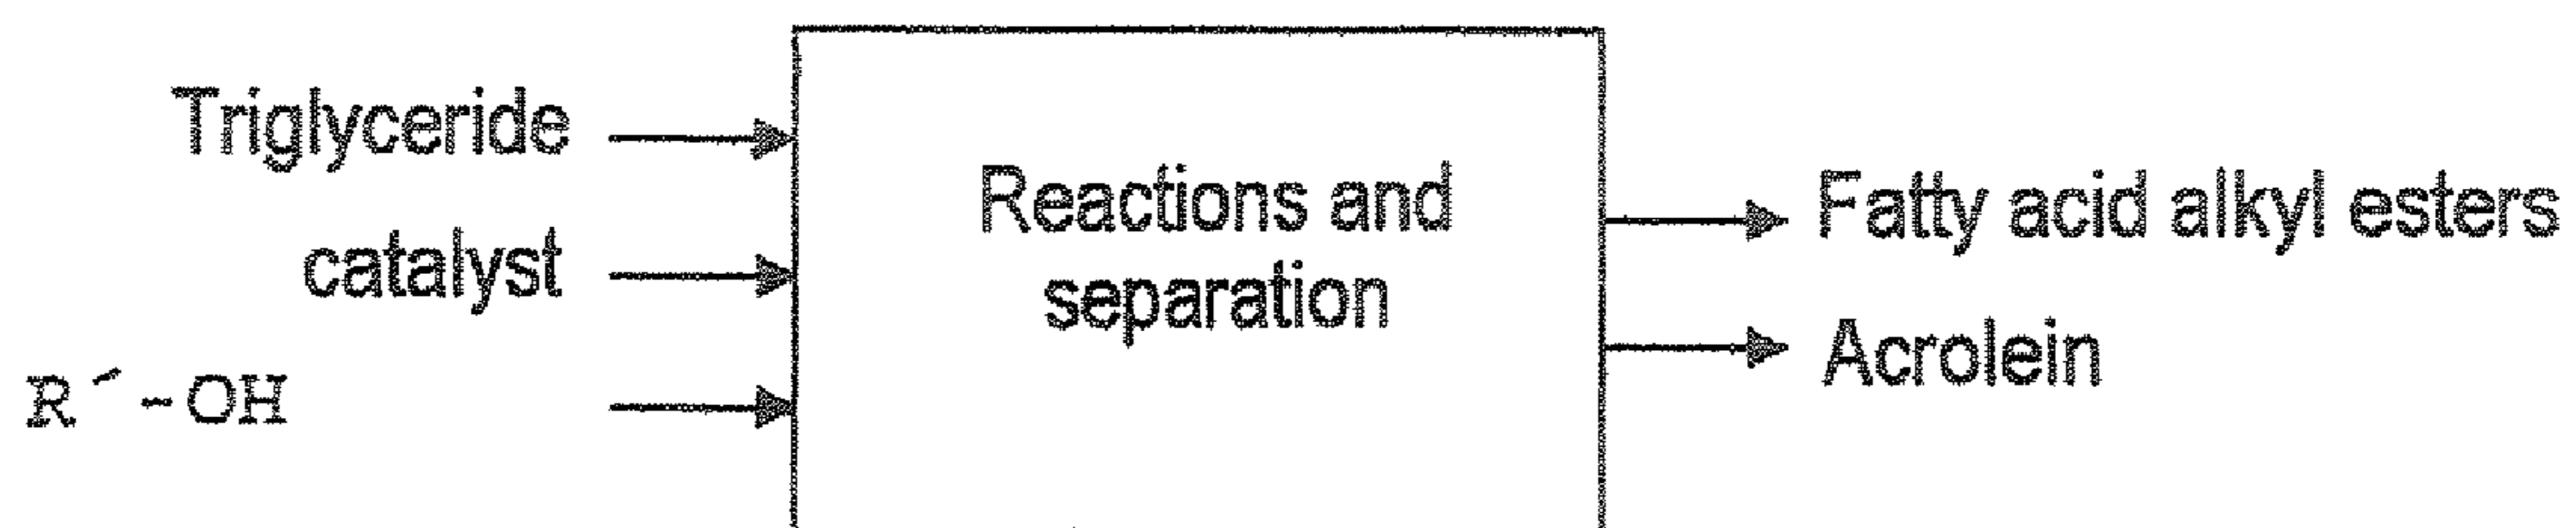 Triglyceride
catalyst
R´-OH
Reactions and
separation
Fatty acid alkyl esters
Acrolein